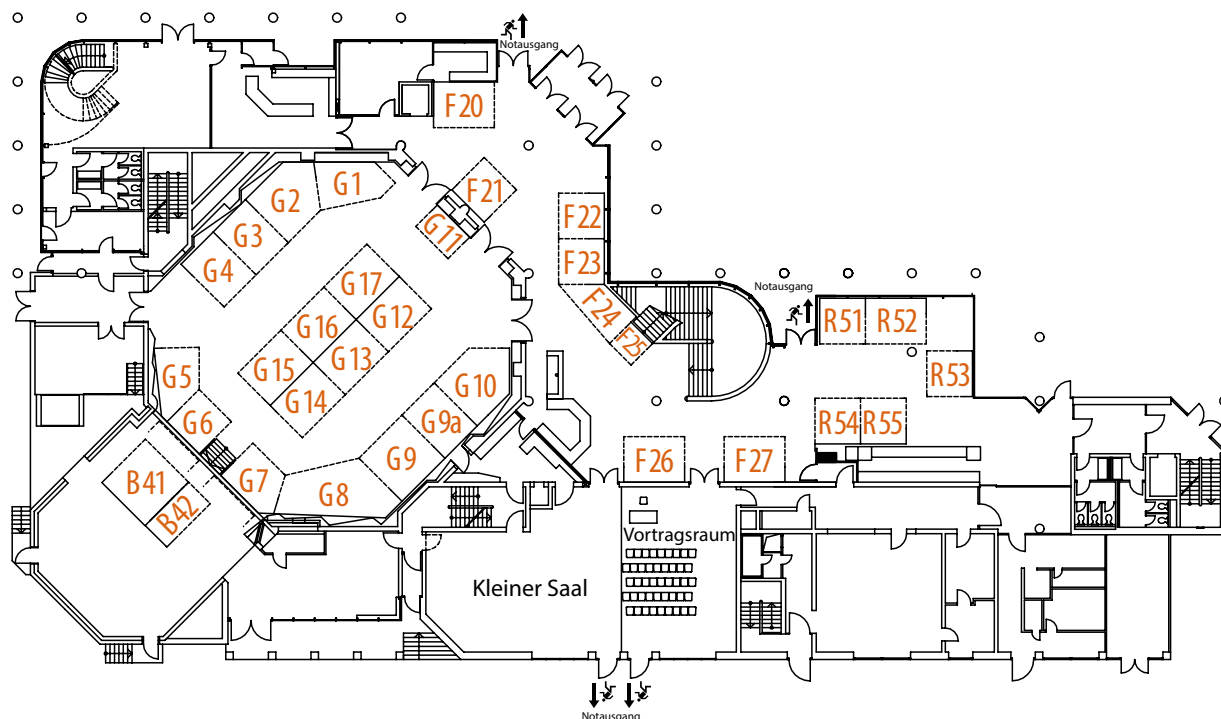 Notausgang
F20
G1
G2
F21
G3
G11
F22
G4
F23
G17
Notausgang
F24
G12
R51
R52
G16
F25
G13
G15
R53
G5
G10
G14
G6
G9a
R54
R55
G9
F26
F27
G7
B41
G8
B42
Vortragsraum
Kleiner Saal
Notausgang